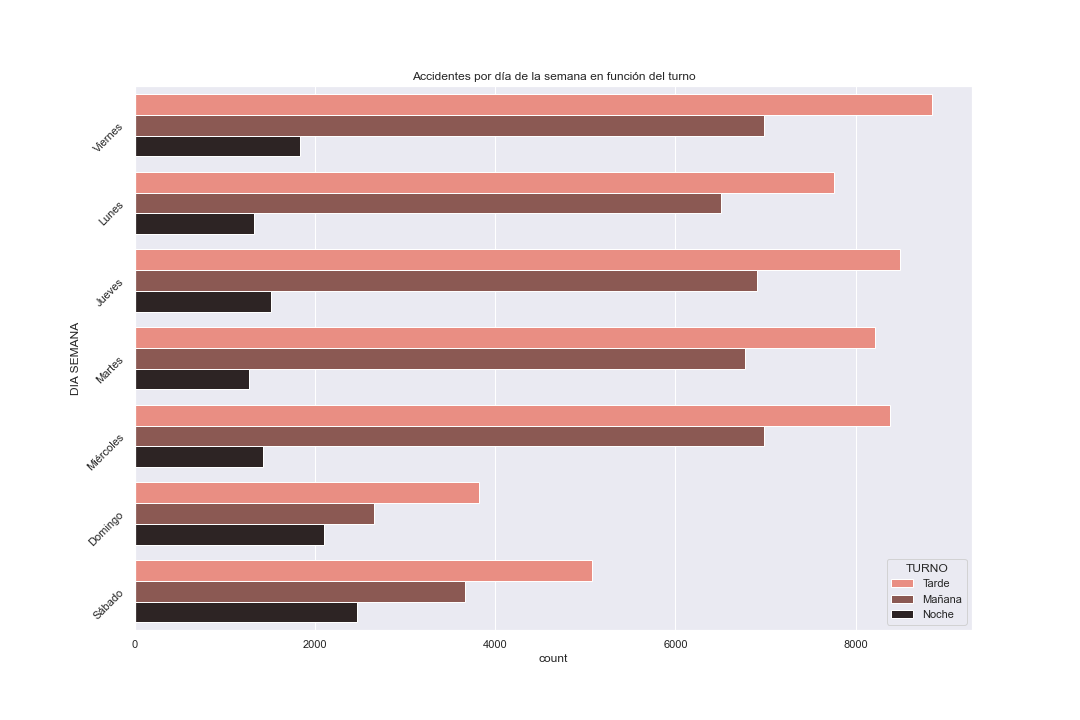 Accidentes por día de la semana en función del turno
DIA SEMANA
Viernes
Lunes
Jueves
Martes
Miércoles
Domingo
Sábado
0 2000 4000 6000 8000
count
TURNO
Tarde
Mañana
Noche